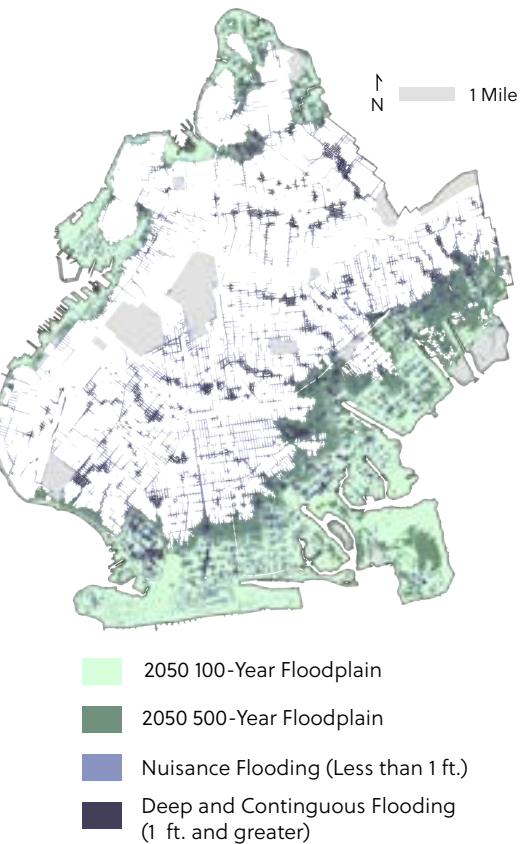 N
1 Mile
2050 100-Year Floodplain
2050 500-Year Floodplain
Nuisance Flooding (Less than 1 ft.)
Deep and Continguous Flooding
(1 ft. and greater)